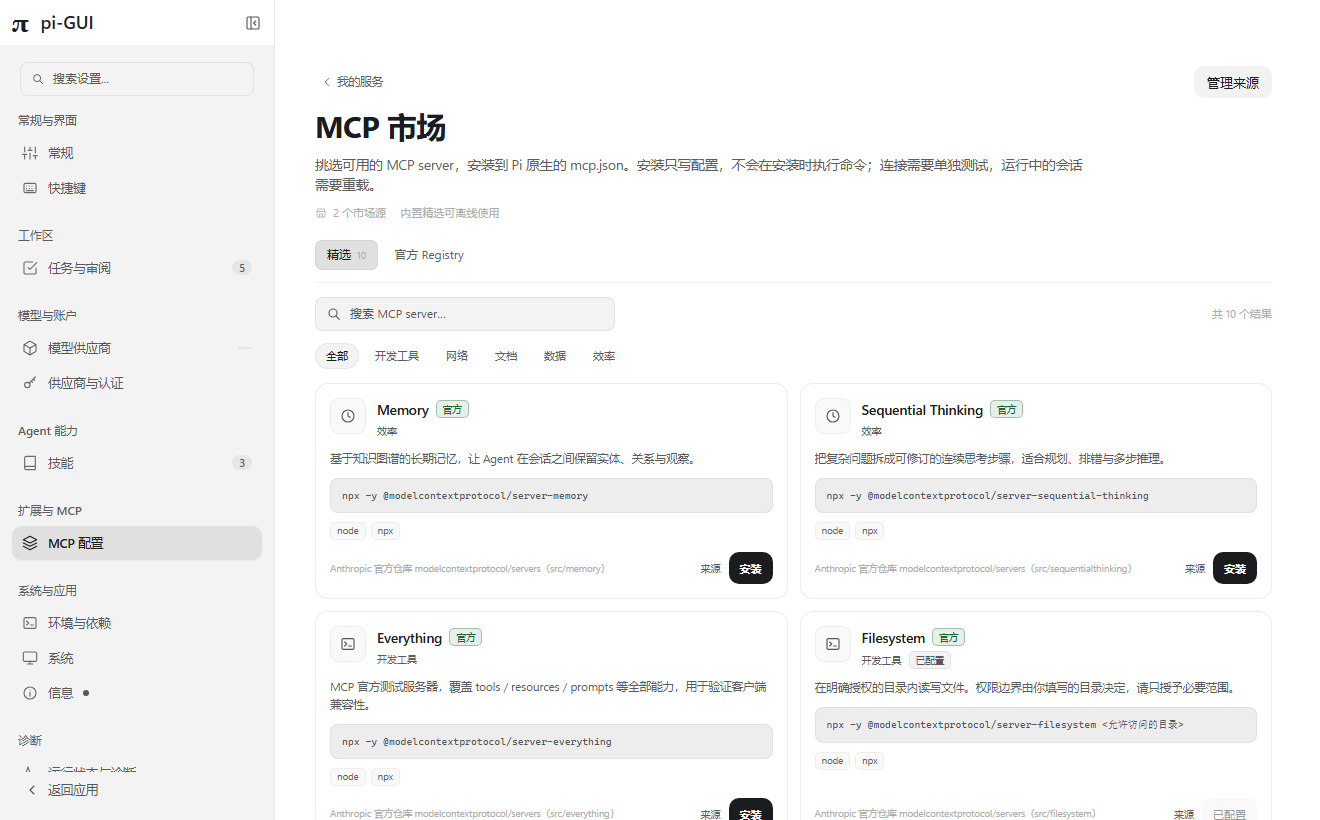 π pi-GUI
搜索设置...
常规与界面
常规
快捷键
工作区
任务与审阅 5
模型与账户
模型供应商
供应商与认证
Agent 能力
技能 3
扩展与 MCP
MCP 配置
系统与应用
环境与依赖
系统
信息
诊断
返回应用
我的服务
管理来源
MCP 市场
挑选可用的 MCP server，安装到 Pi 原生的 mcp.json。安装只写配置，不会在安装时执行命令；连接需要单独测试，运行中的会话
需要重载。
2 个市场源 内置精选可离线使用
精选 10 官方 Registry
搜索 MCP server...
共 10 个结果
全部 开发工具 网络 文档 数据 效率
Memory 官方
效率
基于知识图谱的长期记忆，让 Agent 在会话之间保留实体、关系与观察。
npx -y @modelcontextprotocol/server-memory
node npx
Anthropic 官方仓库 modelcontextprotocol/servers（src/memory） 来源 安装
Sequential Thinking 官方
效率
把复杂问题拆成可修订的连续思考步骤，适合规划、排错与多步推理。
npx -y @modelcontextprotocol/server-sequential-thinking
node npx
Anthropic 官方仓库 modelcontextprotocol/servers（src/sequentialthinking） 来源 安装
Everything 官方
开发工具
MCP 官方测试服务器，覆盖 tools / resources / prompts 等全部能力，用于验证客户端
兼容性。
npx -y @modelcontextprotocol/server-everything
node npx
Anthropic 官方仓库 modelcontextprotocol/servers（src/everything） 来源 安装
Filesystem 官方
开发工具 已配置
在明确授权的目录内读写文件。权限边界由你填写的目录决定，请只授予必要范围。
npx -y @modelcontextprotocol/server-filesystem <允许访问的目录>
node npx
Anthropic 官方仓库 modelcontextprotocol/servers（src/filesystem） 来源 已配置